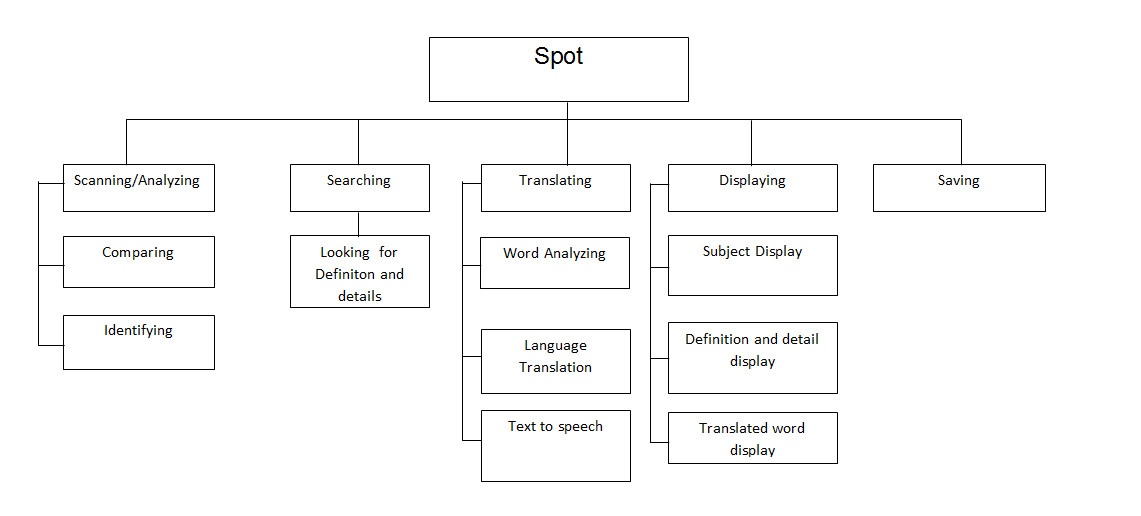 Spot
Scanning/Analyzing
Searching
Translating
Displaying
Saving
Comparing
Looking for
Definiton and
details
Word Analyzing
Subject Display
Identifying
Language
Translation
Definition and detail
display
Text to speech
Translated word
display